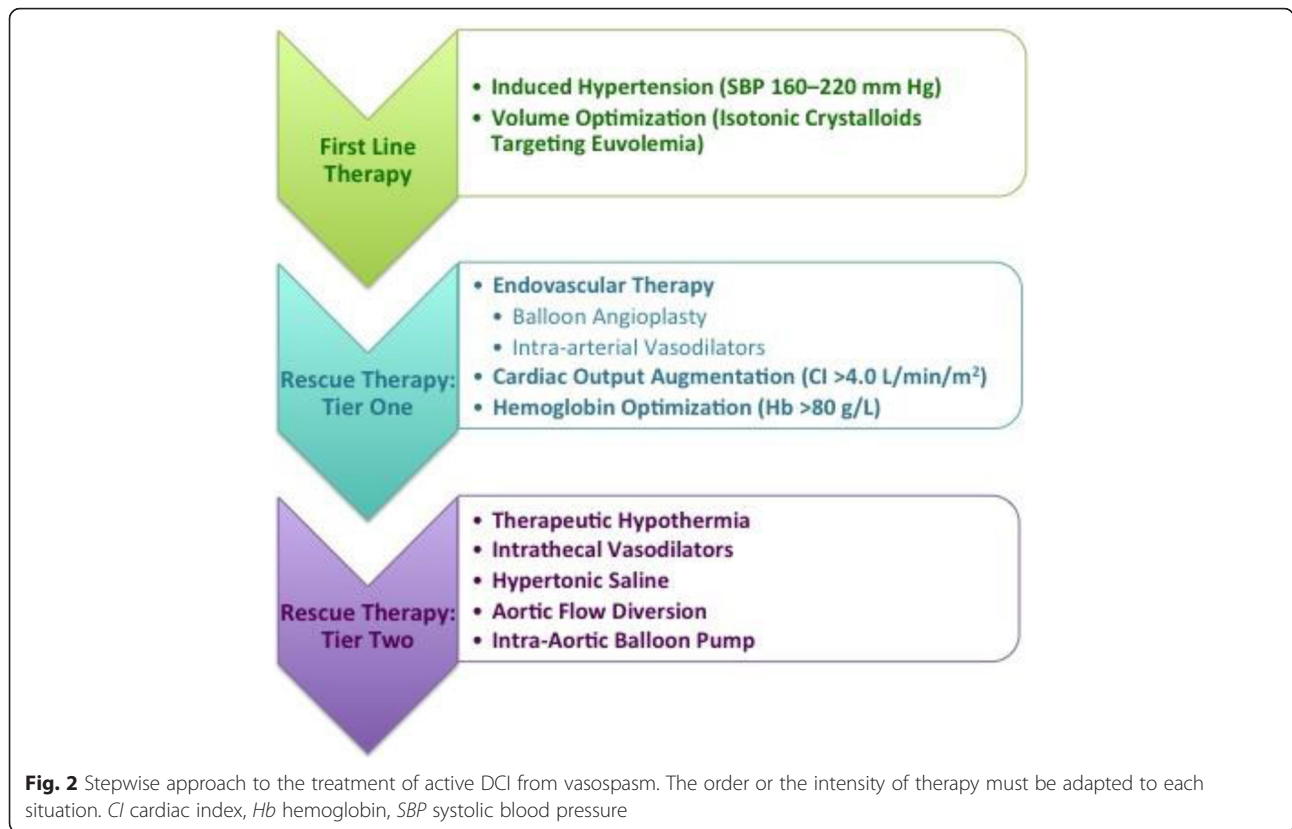 First Line
Therapy
• Induced Hypertension (SBP 160–220 mm Hg)
• Volume Optimization (Isotonic Crystalloids
Targeting Euvolemia)
Rescue Therapy:
Tier One
• Endovascular Therapy
• Balloon Angioplasty
• Intra-arterial Vasodilators
• Cardiac Output Augmentation (CI >4.0 L/min/m²)
• Hemoglobin Optimization (Hb >80 g/L)
Rescue Therapy:
Tier Two
• Therapeutic Hypothermia
• Intrathecal Vasodilators
• Hypertonic Saline
• Aortic Flow Diversion
• Intra-Aortic Balloon Pump
Fig. 2 Stepwise approach to the treatment of active DCI from vasospasm. The order or the intensity of therapy must be adapted to each
situation. CI cardiac index, Hb hemoglobin, SBP systolic blood pressure